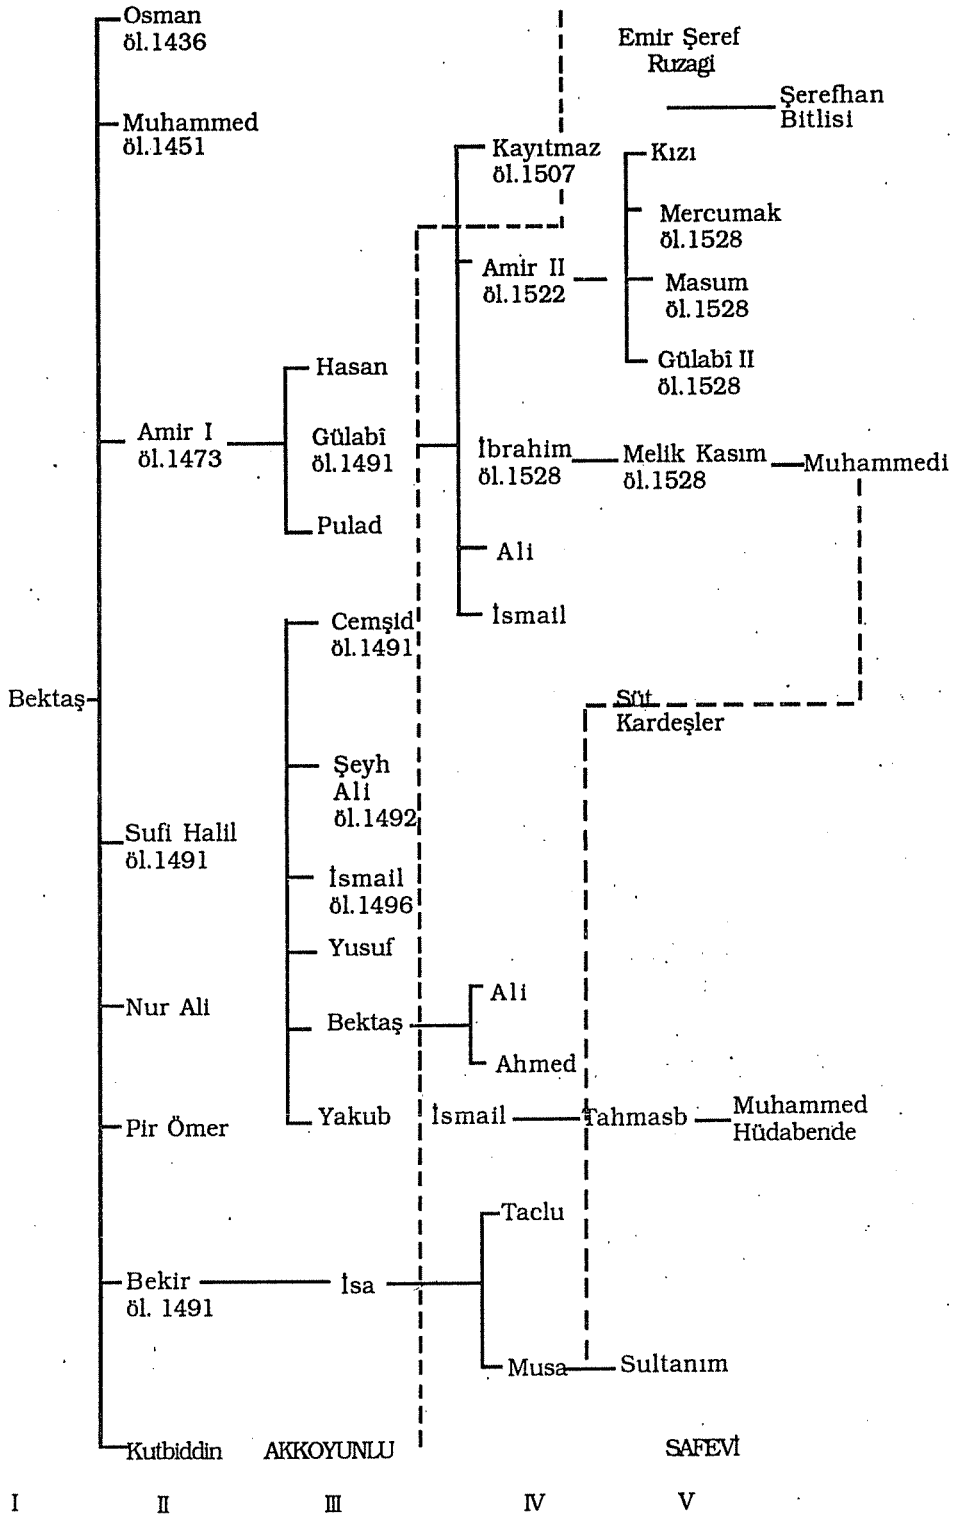 Osman
öl.1436
Emir Şeref
Ruzagi
Şerefhan
Bitlisi
Muhammed
öl.1451
Kayıtmaz
öl.1507
Kızı
Mercumak
öl.1528
Amir II
öl.1522
Masum
öl.1528
Hasan
Gülabî II
öl.1528
Amir I
öl.1473
Gülabî
öl.1491
İbrahim
öl.1528
Melik Kasım
öl.1528
Muhammedi
Pulad
Ali
İsmail
Cemşid
öl.1491
Bektaş
Süt
Kardeşler
Şeyh
Ali
öl.1492
Sufi Halil
öl.1491
İsmail
öl.1496
Yusuf
Nur Ali
Bektaş
Ali
Ahmed
Pir Ömer
Yakub
İsmail
Tahmasb
Muhammed
Hüdabende
Taclu
Bekir
öl. 1491
İsa
Musa
Sultanım
Kutbiddin
AKKOYUNLU
SAFEVİ
I
II
III
IV
V